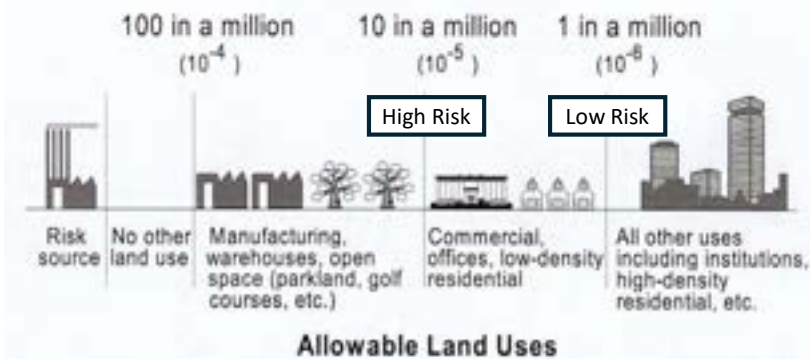 100 in a million
(10-4 )
10 in a million
(10-5 )
1 in a million
(10-6 )
High Risk
Low Risk
Risk
source
No other
land use
Manufacturing,
warehouses, open
space (parkland, golf
courses, etc.)
Commercial,
offices, low-density
residential
All other uses
including institutions,
high-density
residential, etc.
Allowable Land Uses